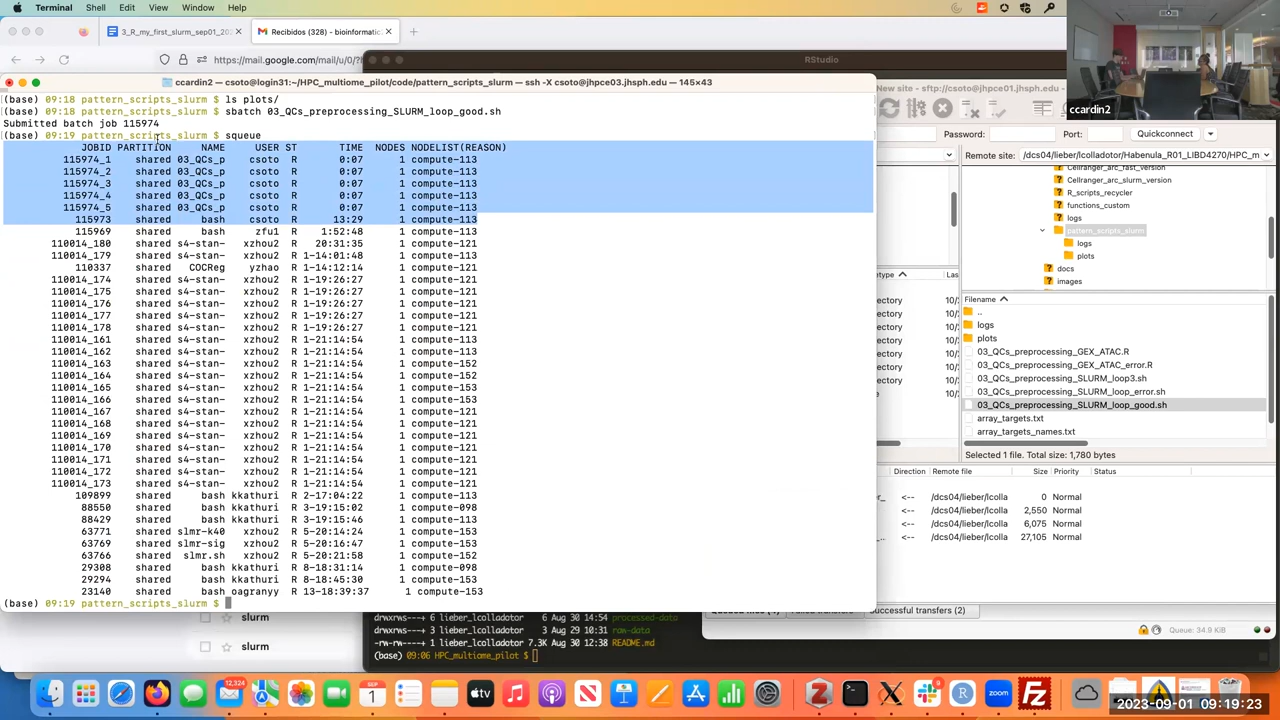 Terminal Shell Edit View Window Help
3_R_my_first_slurm_sep01_202 ×
Recibidos (328) - bioinformatic ×
https://mail.google.com/mail/u/0/?
RStudio
ccardin2 — csoto@login31:~/HPC_multiome_pilot/code/pattern_scripts_slurm — ssh -X csoto@jhpce03.jhsph.edu — 145×43
New site - sftp://csoto@jhpce01.jhsph.edu - FileZilla
ccardin2
(base) 09:18 pattern_scripts_slurm $ ls plots/
(base) 09:18 pattern_scripts_slurm $ sbatch 03_QCs_preprocessing_SLURM_loop_good.sh
Submitted batch job 115974
(base) 09:19 pattern_scripts_slurm $ squeue
JOBID PARTITION NAME USER ST TIME NODES NODELIST(REASON)
115974_1 shared 03_QCs_p csoto R 0:07 1 compute-113
115974_2 shared 03_QCs_p csoto R 0:07 1 compute-113
115974_3 shared 03_QCs_p csoto R 0:07 1 compute-113
115974_4 shared 03_QCs_p csoto R 0:07 1 compute-113
115974_5 shared 03_QCs_p csoto R 0:07 1 compute-113
115973 shared bash csoto R 13:29 1 compute-113
115969 shared bash zfu1 R 1:52:48 1 compute-113
110014_180 shared s4-stan- xzhou2 R 20:31:35 1 compute-121
110014_179 shared s4-stan- xzhou2 R 1-14:01:48 1 compute-113
110337 shared COCReg yzhao R 1-14:12:14 1 compute-121
110014_174 shared s4-stan- xzhou2 R 1-19:26:27 1 compute-121
110014_175 shared s4-stan- xzhou2 R 1-19:26:27 1 compute-121
110014_176 shared s4-stan- xzhou2 R 1-19:26:27 1 compute-121
110014_177 shared s4-stan- xzhou2 R 1-19:26:27 1 compute-121
110014_178 shared s4-stan- xzhou2 R 1-19:26:27 1 compute-121
110014_161 shared s4-stan- xzhou2 R 1-21:14:54 1 compute-113
110014_162 shared s4-stan- xzhou2 R 1-21:14:54 1 compute-113
110014_163 shared s4-stan- xzhou2 R 1-21:14:54 1 compute-152
110014_164 shared s4-stan- xzhou2 R 1-21:14:54 1 compute-152
110014_165 shared s4-stan- xzhou2 R 1-21:14:54 1 compute-153
110014_166 shared s4-stan- xzhou2 R 1-21:14:54 1 compute-153
110014_167 shared s4-stan- xzhou2 R 1-21:14:54 1 compute-121
110014_168 shared s4-stan- xzhou2 R 1-21:14:54 1 compute-121
110014_169 shared s4-stan- xzhou2 R 1-21:14:54 1 compute-121
110014_170 shared s4-stan- xzhou2 R 1-21:14:54 1 compute-121
110014_171 shared s4-stan- xzhou2 R 1-21:14:54 1 compute-121
110014_172 shared s4-stan- xzhou2 R 1-21:14:54 1 compute-121
110014_173 shared s4-stan- xzhou2 R 1-21:14:54 1 compute-121
109899 shared bash kkathuri R 2-17:04:22 1 compute-113
88550 shared bash kkathuri R 3-19:15:02 1 compute-098
88429 shared bash kkathuri R 3-19:15:46 1 compute-113
63771 shared slmr-k40 xzhou2 R 5-20:14:24 1 compute-153
63769 shared slmr-sig xzhou2 R 5-20:16:49 1 compute-153
63766 shared slmr.sh xzhou2 R 5-20:21:58 1 compute-152
29308 shared bash kkathuri R 8-18:31:14 1 compute-098
29294 shared bash kkathuri R 8-18:45:30 1 compute-153
23140 shared bash oagranyy R 13-18:39:37 1 compute-153
(base) 09:19 pattern_scripts_slurm $
Password: Port: Quickconnect
Remote site: /dcs04/lieber/lcolladotor/Habenula_R01_LIBD4270/HPC_m
Cellranger_arc_fast_version
Cellranger_arc_slurm_version
R_scripts_recycler
functions_custom
logs
pattern_scripts_slurm
logs
plots
docs
images
Filename
..
logs
plots
03_QCs_preprocessing_GEX_ATAC.R
03_QCs_preprocessing_GEX_ATAC_error.R
03_QCs_preprocessing_SLURM_loop3.sh
03_QCs_preprocessing_SLURM_loop_error.sh
03_QCs_preprocessing_SLURM_loop_good.sh
array_targets.txt
array_targets_names.txt
Selected 1 file. Total size: 1,780 bytes
Direction Remote file Size Priority Status
<-- /dcs04/lieber/lcolla 0 Normal
<-- /dcs04/lieber/lcolla 2,550 Normal
<-- /dcs04/lieber/lcolla 6,075 Normal
<-- /dcs04/lieber/lcolla 27,105 Normal
Successful transfers (2)
Queue: 34.9 KiB
slurm
slurm
drwxrws---+ 6 lieber_lcolladotor 4 Aug 30 14:54 processed-data
drwxrws---+ 3 lieber_lcolladotor 3 Aug 29 10:31 raw-data
-rw-rw----+ 1 lieber_lcolladotor 7.3K Aug 30 12:38 README.md
(base) 09:06 HPC_multiome_pilot $
12,324
SEP 1
tv
zoom
2023-09-01 09:19:23